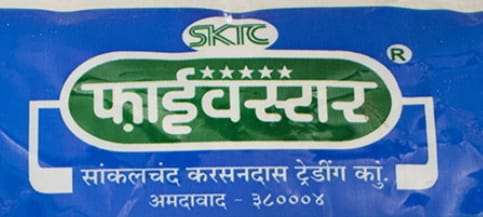 SKTC
फ़ाईवस्टार
®
सांकलचंद करसनदास ट्रेडींग कुां.
अमदावाद - ३८०००४